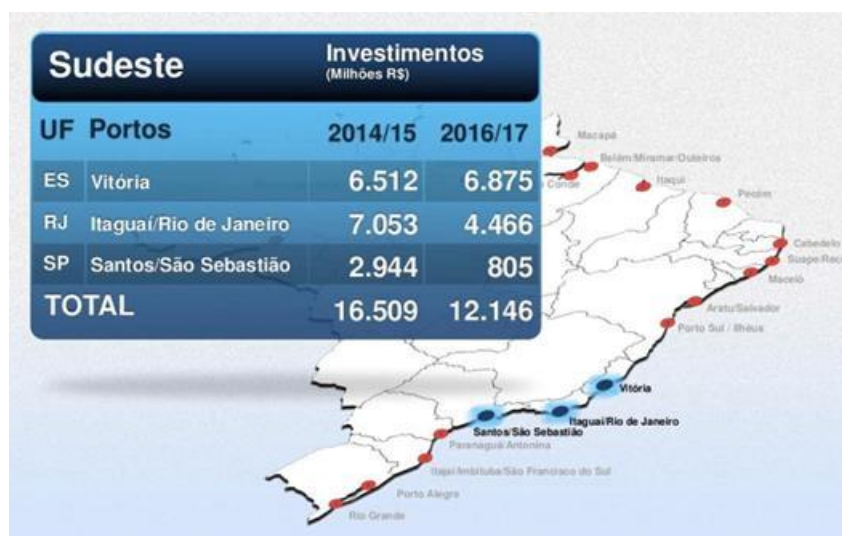 Sudeste
Investimentos
(Milhões R$)
UF Portos 2014/15 2016/17
ES Vitória 6.512 6.875
RJ Itaguaí/Rio de Janeiro 7.053 4.466
SP Santos/São Sebastião 2.944 805
TOTAL 16.509 12.146
Macapá
Belém/Miramar/Outeiros
Conde
Itaqui
Pecém
Cabedelo
Suape/Rec
Maceió
Aratu/Salvador
Porto Sul / Ilhéus
Vitória
Itaguaí/Rio de Janeiro
Santos/São Sebastião
Paranaguá/Antonina
Itajaí/Imbituba/São Francisco do Sul
Porto Alegre
Rio Grande